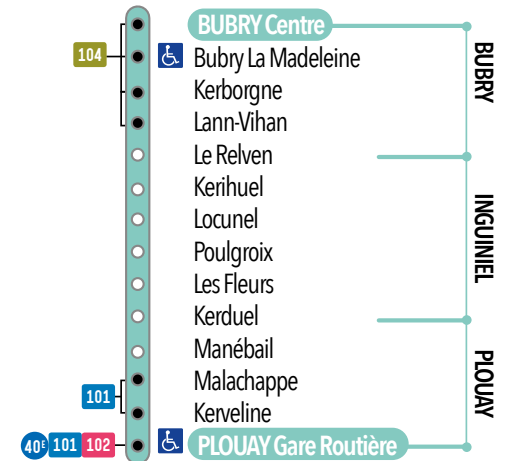 BUBRY Centre
104
Bubry La Madeleine
Kerborgne
Lann-Vihan
BUBRY
Le Relven
Kerihuel
Locunel
Poulgroix
Les Fleurs
INGUINIEL
Kerduel
Manébail
Malachappe
101
Kerveline
PLOUAY
40E 101 102
PLOUAY Gare Routière